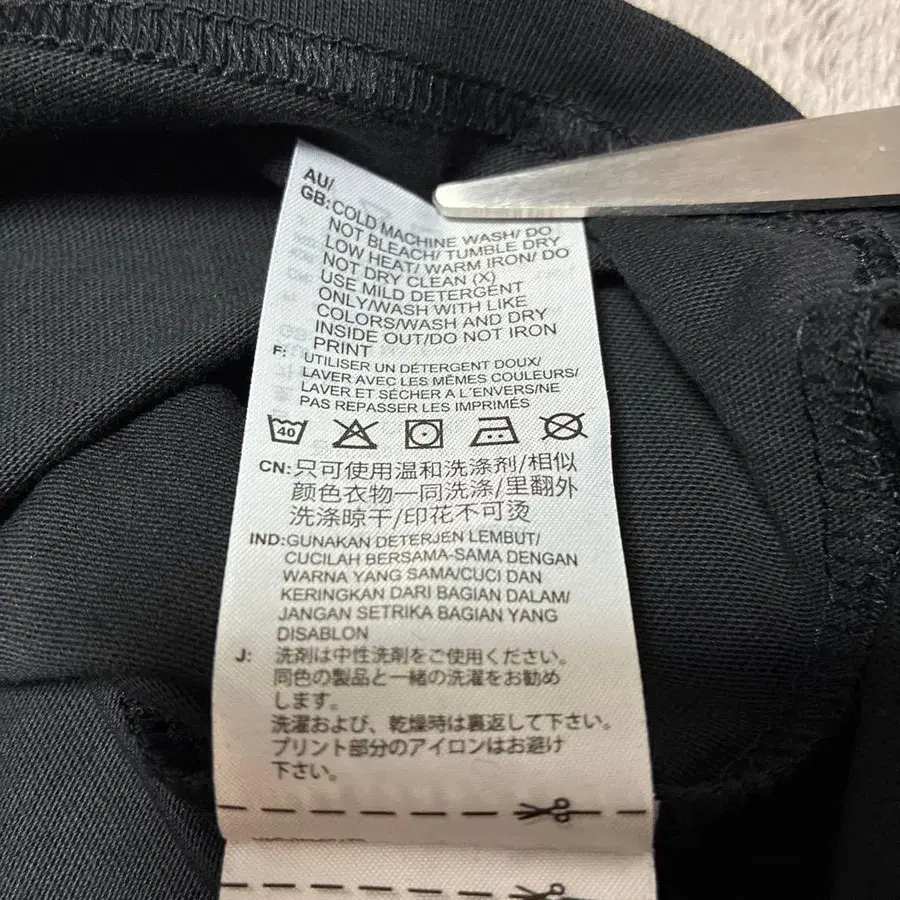 AU/
GB:COLD MACHINE WASH/ DO
NOT BLEACH/ TUMBLE DRY
LOW HEAT/ WARM IRON/ DO
NOT DRY CLEAN (X)
USE MILD DETERGENT
ONLY/WASH WITH LIKE
COLORS/WASH AND DRY
INSIDE OUT/DO NOT IRON
PRINT
F: UTILISER UN DÉTERGENT DOUX/
LAVER AVEC LES MÊMES COULEURS/
LAVER ET SÉCHER A L´ENVERS/NE
PAS REPASSER LES IMPRIMÉS
40
CN:只可使用温和洗涤剂/相似
颜色衣物一同洗涤/里翻外
洗涤晾干/印花不可烫
IND:GUNAKAN DETERJEN LEMBUT/
CUCILAH BERSAMA-SAMA DENGAN
WARNA YANG SAMA/CUCI DAN
KERINGKAN DARI BAGIAN DALAM/
JANGAN SETRIKA BAGIAN YANG
DISABLON
J: 洗剤は中性洗剤をご使用ください。
同色の製品と一緒の洗濯をお勧め
します。
洗濯および、乾燥時は裏返して下さい。
プリント部分のアイロンはお避け
下さい。